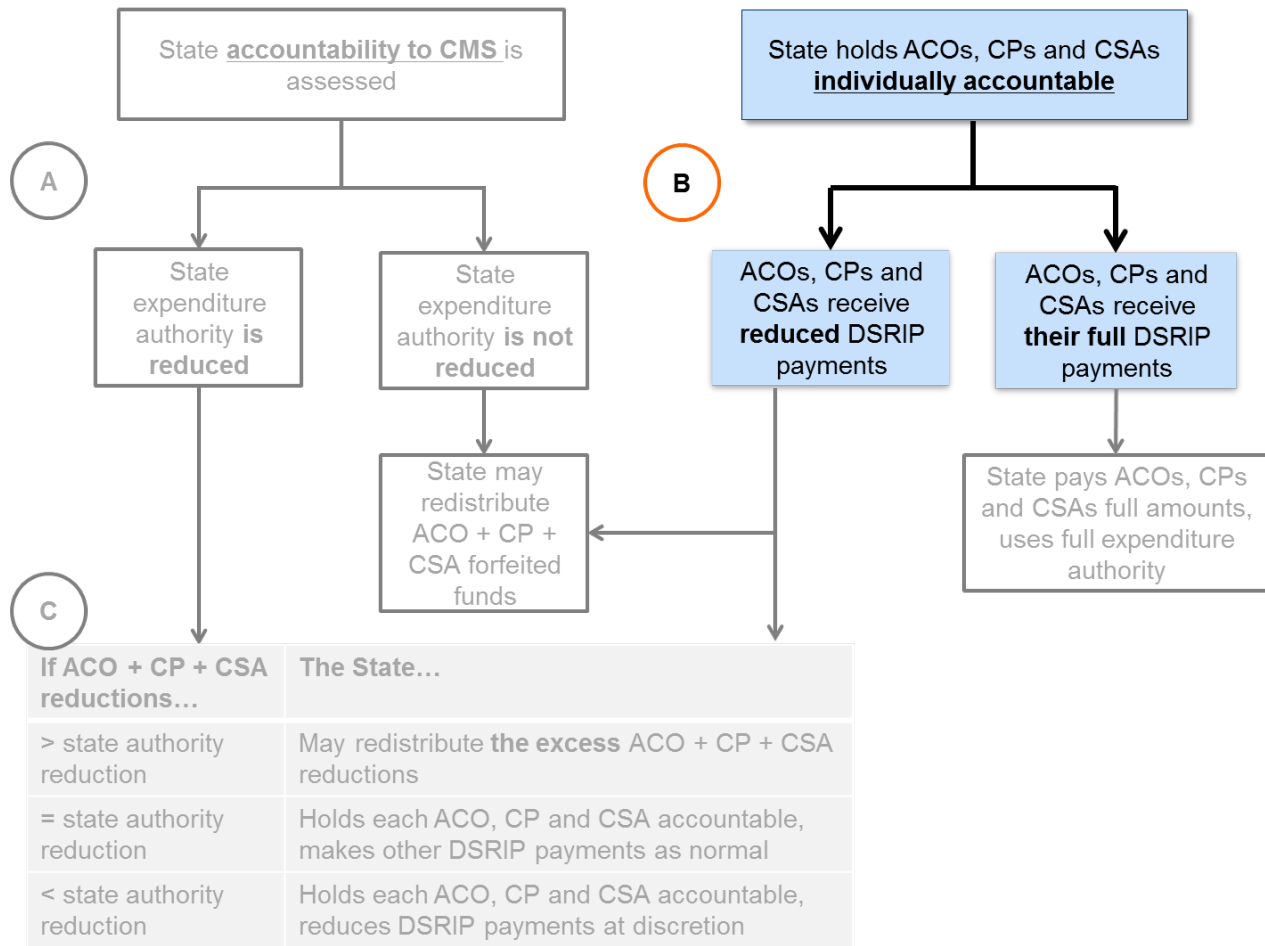 State accountability to CMS is
assessed
State holds ACOs, CPs and CSAs
individually accountable
A
B
State
expenditure
authority is
reduced
State
expenditure
authority is not
reduced
ACOs, CPs and
CSAs receive
reduced DSRIP
payments
ACOs, CPs and
CSAs receive
their full DSRIP
payments
State may
redistribute
ACO + CP +
CSA forfeited
funds
State pays ACOs, CPs
and CSAs full amounts,
uses full expenditure
authority
C
If ACO + CP + CSA
reductions…
The State…
> state authority
reduction
May redistribute the excess ACO + CP + CSA
reductions
= state authority
reduction
Holds each ACO, CP and CSA accountable,
makes other DSRIP payments as normal
< state authority
reduction
Holds each ACO, CP and CSA accountable,
reduces DSRIP payments at discretion